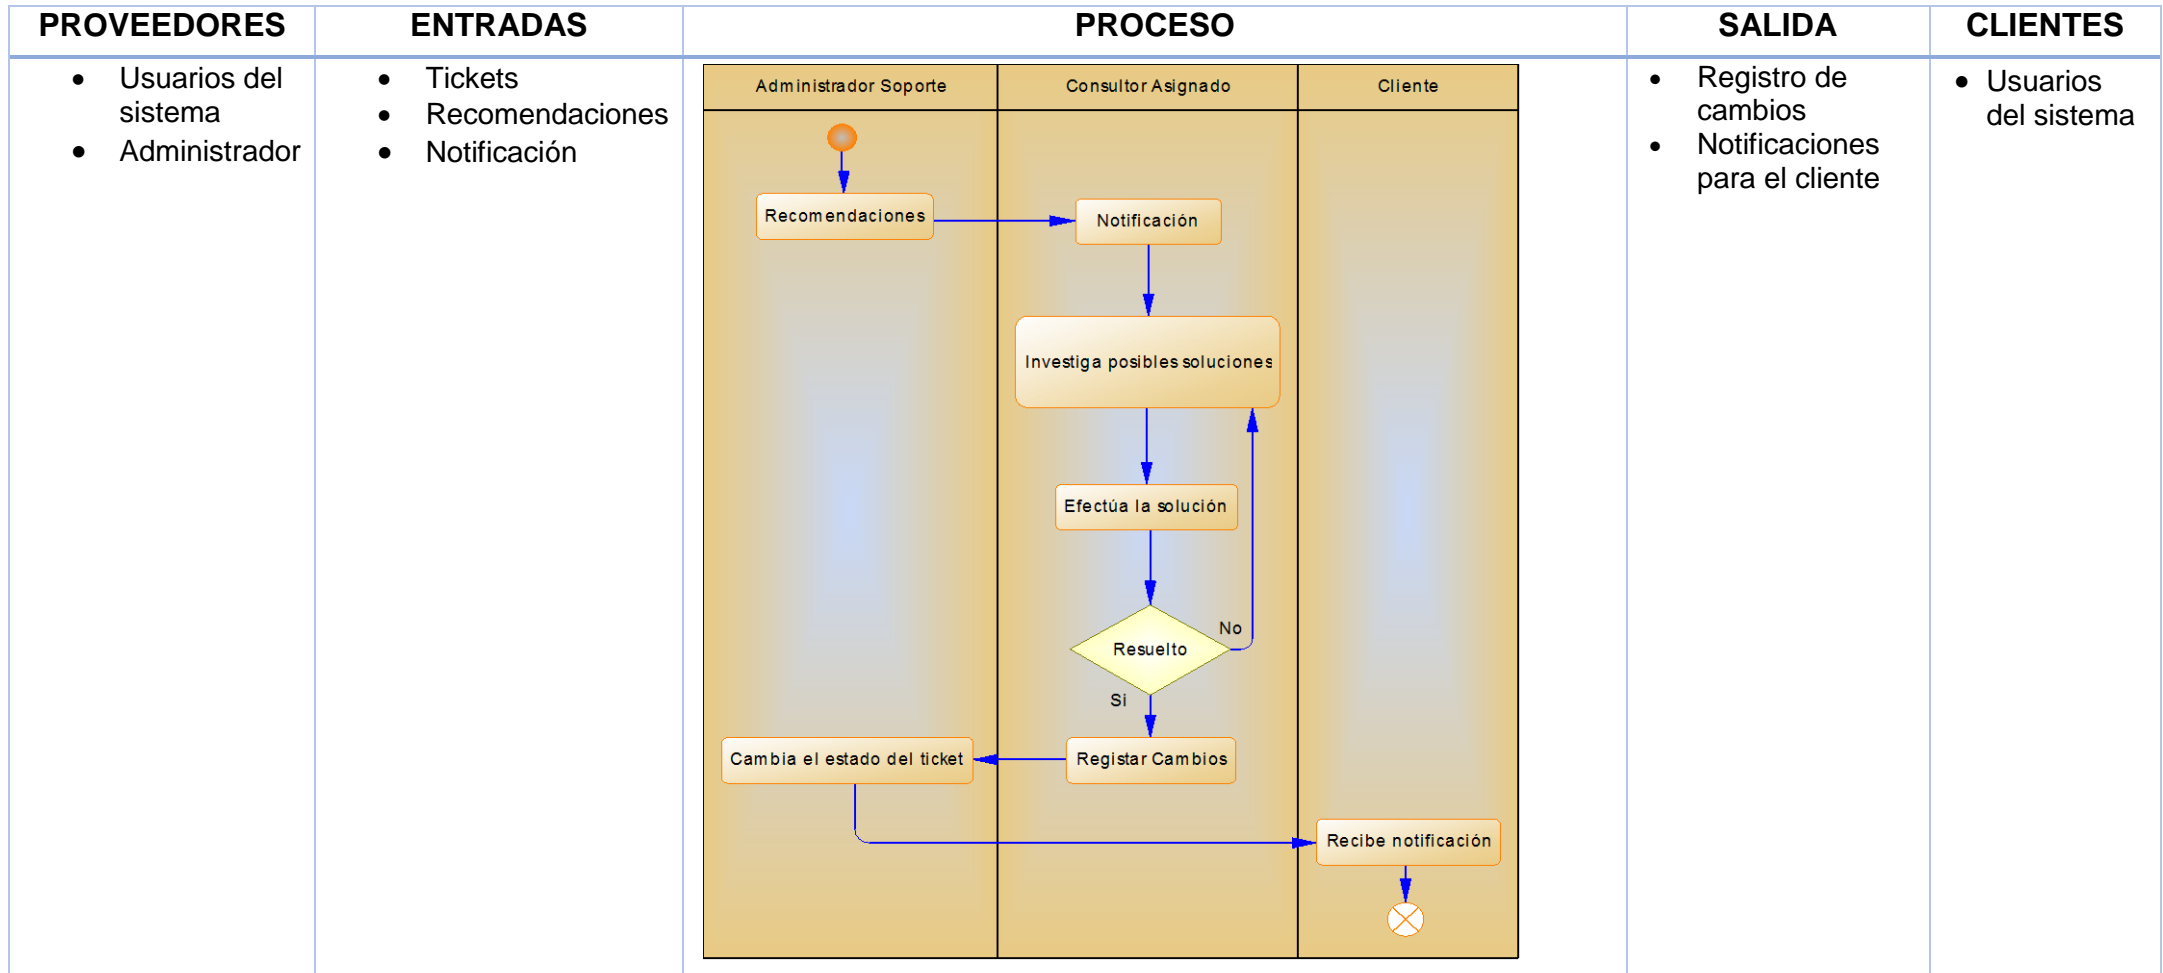 PROVEEDORES
ENTRADAS
PROCESO
SALIDA
CLIENTES
Usuarios del
sistema
Administrador
Tickets
Recomendaciones
Notificación
Administrador Soporte
Consultor Asignado
Cliente
Recomendaciones
Notificación
Investiga posibles soluciones
Efectúa la solución
Resuelto
No
Si
Cambia el estado del ticket
Registar Cambios
Recibe notificación
Registro de
cambios
Notificaciones
para el cliente
Usuarios
del sistema